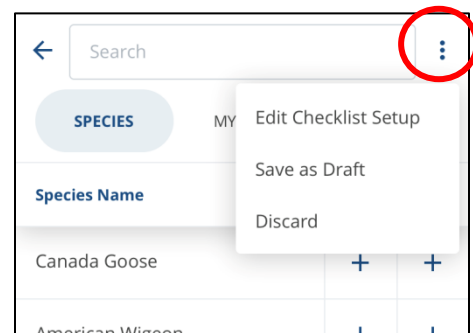 Search
SPECIES
MY
Edit Checklist Setup
Save as Draft
Discard
Species Name
Canada Goose
+ +
American Wigeon